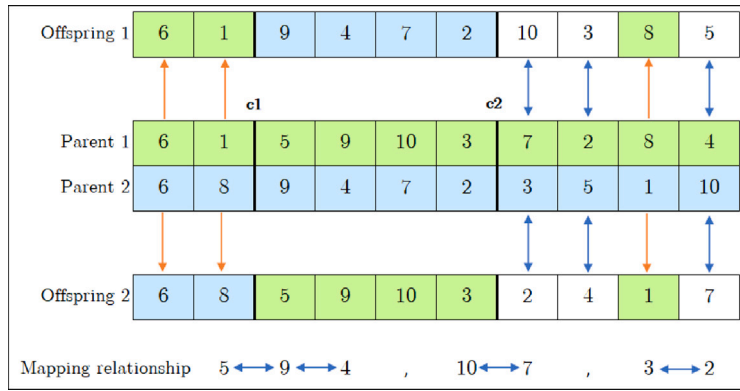 Offspring 1 6 1 9 4 7 2 10 3 8 5
c1 c2
Parent 1 6 1 5 9 10 3 7 2 8 4
Parent 2 6 8 9 4 7 2 3 5 1 10
Offspring 2 6 8 5 9 10 3 2 4 1 7
Mapping relationship 5 9 4 , 10 7 , 3 2